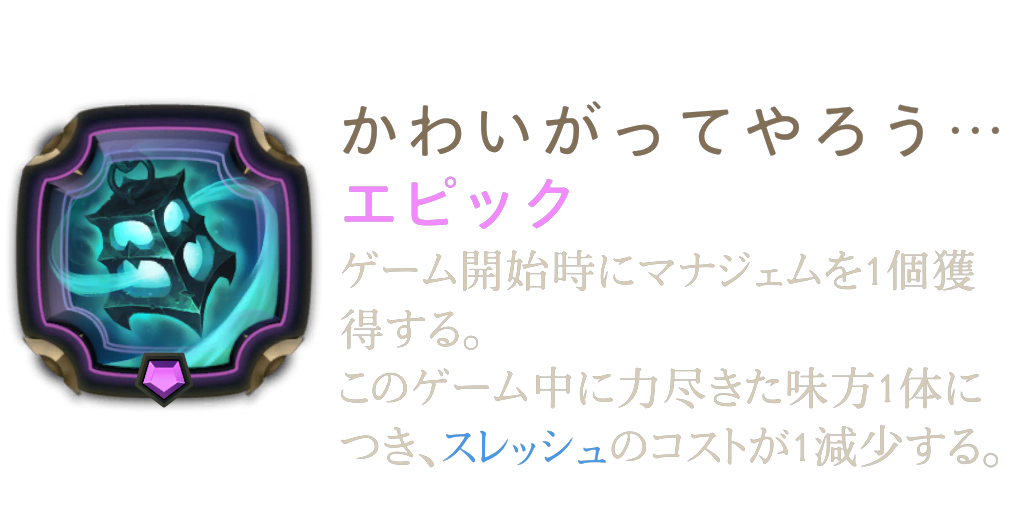 かわいがってやろう…
エピック
ゲーム開始時にマナジェムを1個獲
得する。
このゲーム中に力尽きた味方1体に
つき、スレッシュのコストが1減少する。